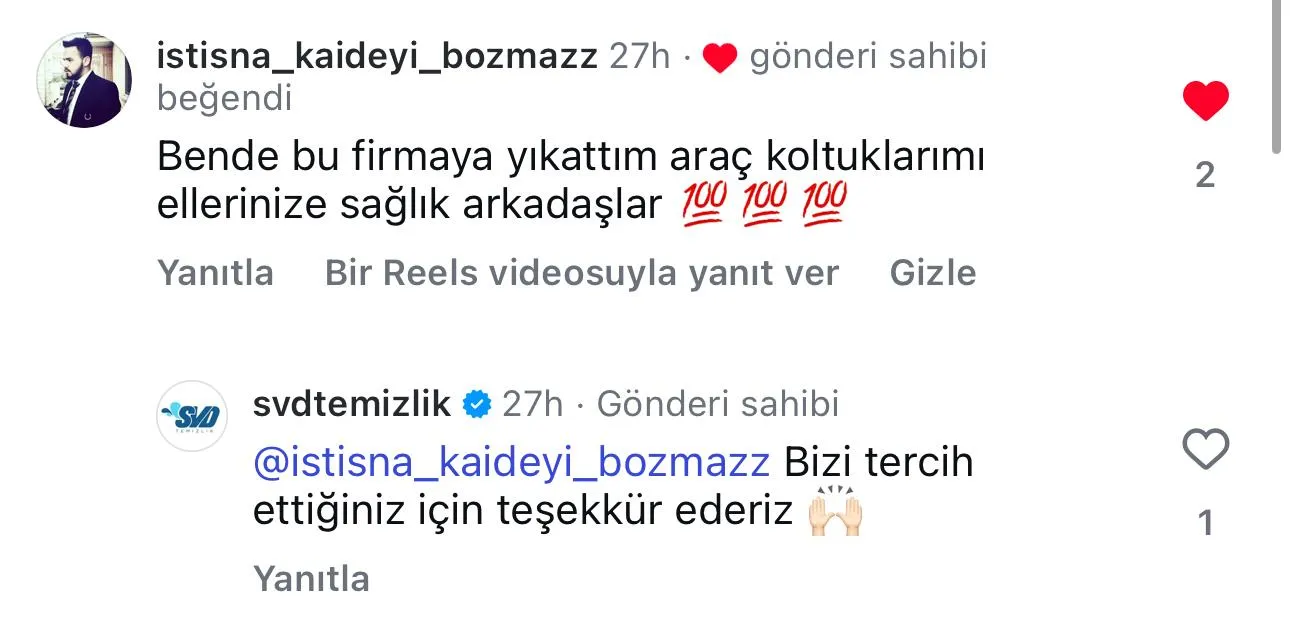 istisna_kaideyi_bozmazz 27h · ❤️ gönderi sahibi
beğendi
Bende bu firmaya yıkattım araç koltuklarımı
ellerinize sağlık arkadaşlar 💯 💯 💯
2
Yanıtla Bir Reels videosuyla yanıt ver Gizle
SVD
TEMİZLİK
svdtemizlik 27h · Gönderi sahibi
@istisna_kaideyi_bozmazz Bizi tercih
ettiğiniz için teşekkür ederiz 🙌🏻
1
Yanıtla